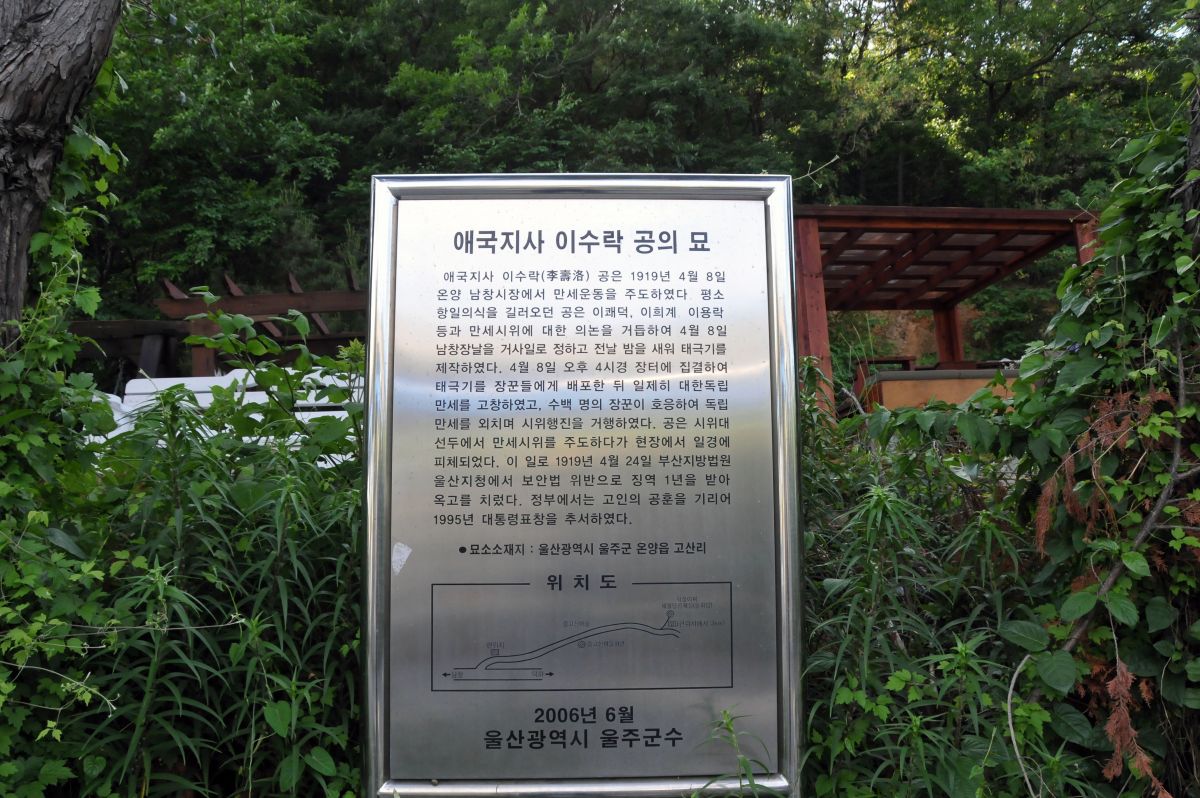 애국지사 이수락 공의 묘
애국지사 이수락(李壽洛) 공은 1919년 4월 8일
온양 남창시장에서 만세운동을 주도하였다. 평소
항일의식을 길러오던 공은 이쾌덕, 이희계 이용락
등과 만세시위에 대한 의논을 거듭하여 4월 8일
남창장날을 거사일로 정하고 전날 밤을 새워 태극기를
제작하였다. 4월 8일 오후 4시경 장터에 집결하여
태극기를 장꾼들에게 배포한 뒤 일제히 대한독립
만세를 고창하였고, 수백 명의 장꾼이 호응하여 독립
만세를 외치며 시위행진을 거행하였다. 공은 시위대
선두에서 만세시위를 주도하다가 현장에서 일경에
피체되었다. 이 일로 1919년 4월 24일 부산지방법원
울산지청에서 보안법 위반으로 징역 1년을 받아
옥고를 치렀다. 정부에서는 고인의 공훈을 기리어
1995년 대통령표창을 추서하였다.
● 묘소소재지 : 울산광역시 울주군 온양읍 고산리
위 치 도
현위치
남창
덕하
2006년 6월
울산광역시 울주군수